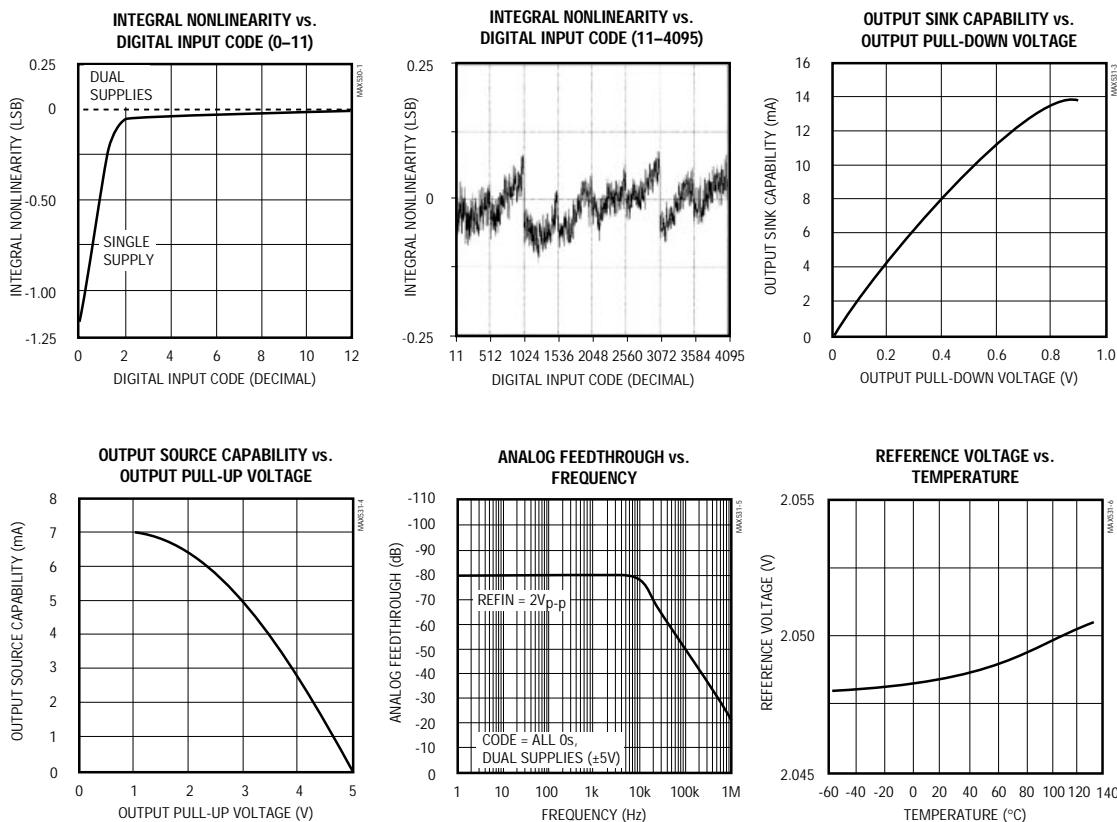 INTEGRAL NONLINEARITY vs.
DIGITAL INPUT CODE (0–11)
0.25
0
-0.50
-1.00
-1.25
INTEGRAL NONLINEARITY (LSB)
DUAL
SUPPLIES
SINGLE
SUPPLY
MAX530-1
0 2 4 6 8 10 12
DIGITAL INPUT CODE (DECIMAL)
INTEGRAL NONLINEARITY vs.
DIGITAL INPUT CODE (11–4095)
0.25
0
-0.25
INTEGRAL NONLINEARITY (LSB)
11 512 1024 1536 2048 2560 3072 3584 4095
DIGITAL INPUT CODE (DECIMAL)
OUTPUT SINK CAPABILITY vs.
OUTPUT PULL-DOWN VOLTAGE
16
14
12
10
8
6
4
2
0
OUTPUT SINK CAPABILITY (mA)
MAX531-3
0 0.2 0.4 0.6 0.8 1.0
OUTPUT PULL-DOWN VOLTAGE (V)
OUTPUT SOURCE CAPABILITY vs.
OUTPUT PULL-UP VOLTAGE
8
7
6
5
4
3
2
1
0
OUTPUT SOURCE CAPABILITY (mA)
MAX531-4
0 1 2 3 4 5
OUTPUT PULL-UP VOLTAGE (V)
ANALOG FEEDTHROUGH vs.
FREQUENCY
-110
-100
-90
-80
-70
-60
-50
-40
-30
-20
-10
0
ANALOG FEEDTHROUGH (dB)
REFIN = 2Vp-p
CODE = ALL 0s,
DUAL SUPPLIES (±5V)
MAX531-5
1 10 100 1k 10k 100k 1M
FREQUENCY (Hz)
REFERENCE VOLTAGE vs.
TEMPERATURE
2.055
2.050
2.045
REFERENCE VOLTAGE (V)
MAX531-6
-60 -40 -20 0 20 40 60 80 100 120 140
TEMPERATURE (°C)